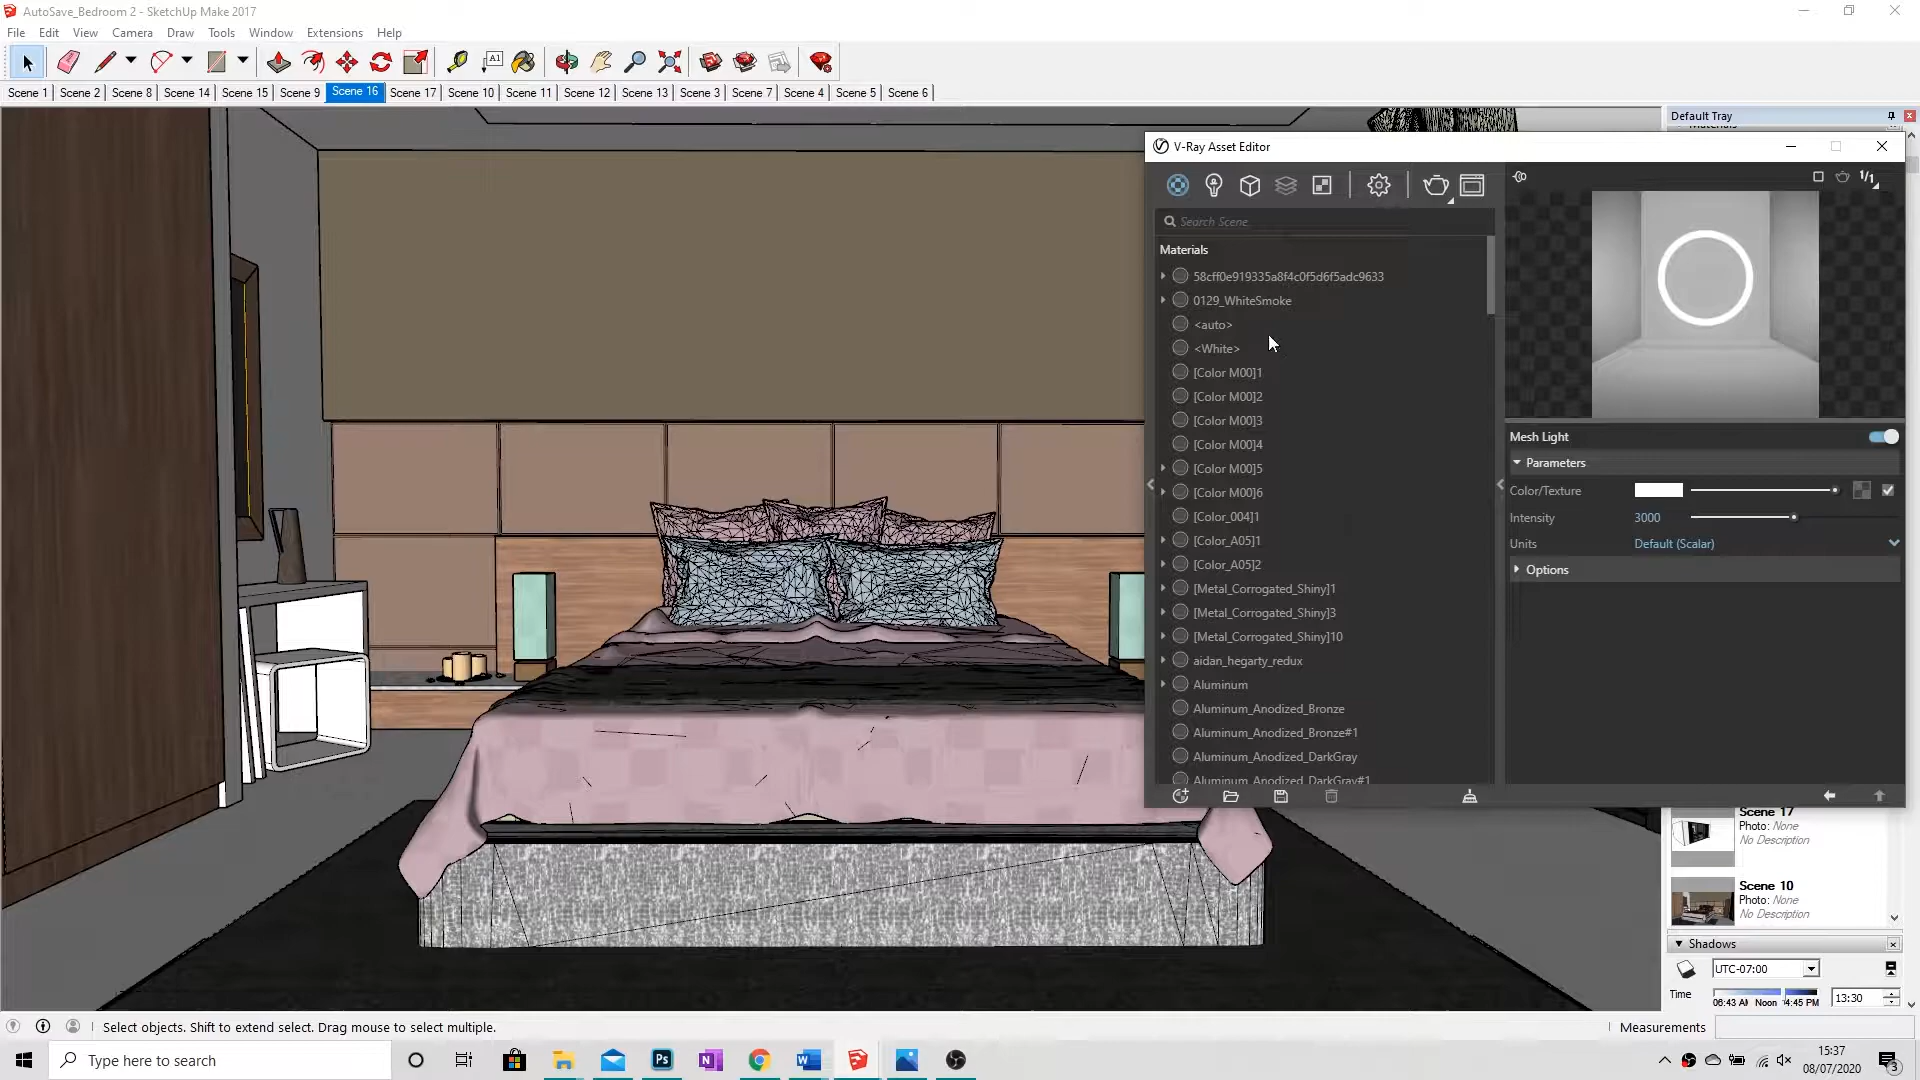 AutoSave_Bedroom 2 - SketchUp Make 2017
File Edit View Camera Draw Tools Window Extensions Help
A1
Scene 1 Scene 2 Scene 8 Scene 14 Scene 15 Scene 9 Scene 16 Scene 17 Scene 10 Scene 11 Scene 12 Scene 13 Scene 3 Scene 7 Scene 4 Scene 5 Scene 6
Default Tray
Materials
V-Ray Asset Editor
1/1
Search Scene.
Materials
58cff0e919335a8f4c0f5d6f5adc9633
0129_WhiteSmoke
<auto>
<White>
[Color M00]1
[Color M00]2
[Color M00]3
[Color M00]4
[Color M00]5
[Color M00]6
[Color_004]1
[Color_A05]1
[Color_A05]2
[Metal_Corrogated_Shiny]1
[Metal_Corrogated_Shiny]3
[Metal_Corrogated_Shiny]10
aidan_hegarty_redux
Aluminum
Aluminum_Anodized_Bronze
Aluminum_Anodized_Bronze#1
Aluminum_Anodized_DarkGray
Aluminum_Anodized_DarkGray#1
Mesh Light
Parameters
Color/Texture
Intensity 3000
Units Default (Scalar)
Options
Scene 17
Photo: None
No Description
Scene 10
Photo: None
No Description
Shadows
UTC-07:00
Time 06:43 AM Noon 4:45 PM 13:30
Select objects. Shift to extend select. Drag mouse to select multiple.
Measurements
Type here to search
Ps
N
W
15:37
08/07/2020
3